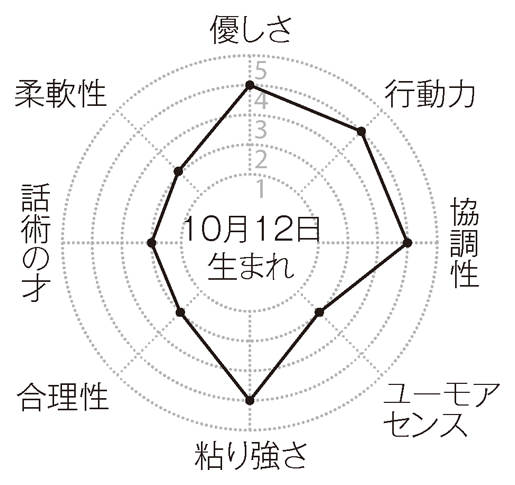 優しさ
行動力
協調性
ユーモア
センス
粘り強さ
合理性
話術の才
柔軟性
5
4
3
2
1
10月12日
生まれ